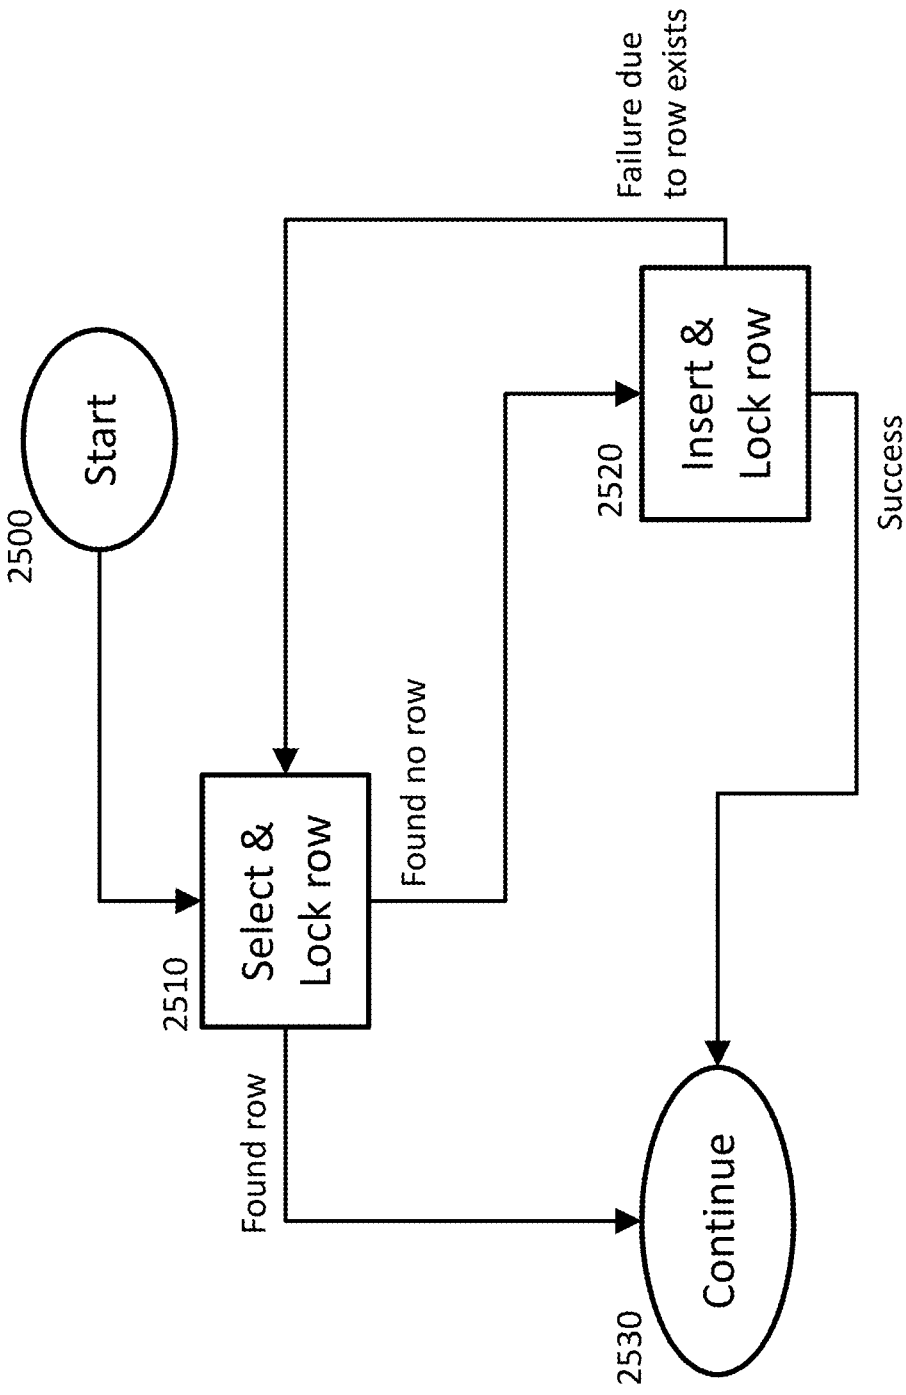 2500
Start
2510
Select &
Lock row
Found row
Found no row
2520
Insert &
Lock row
Failure due
to row exists
Success
2530
Continue